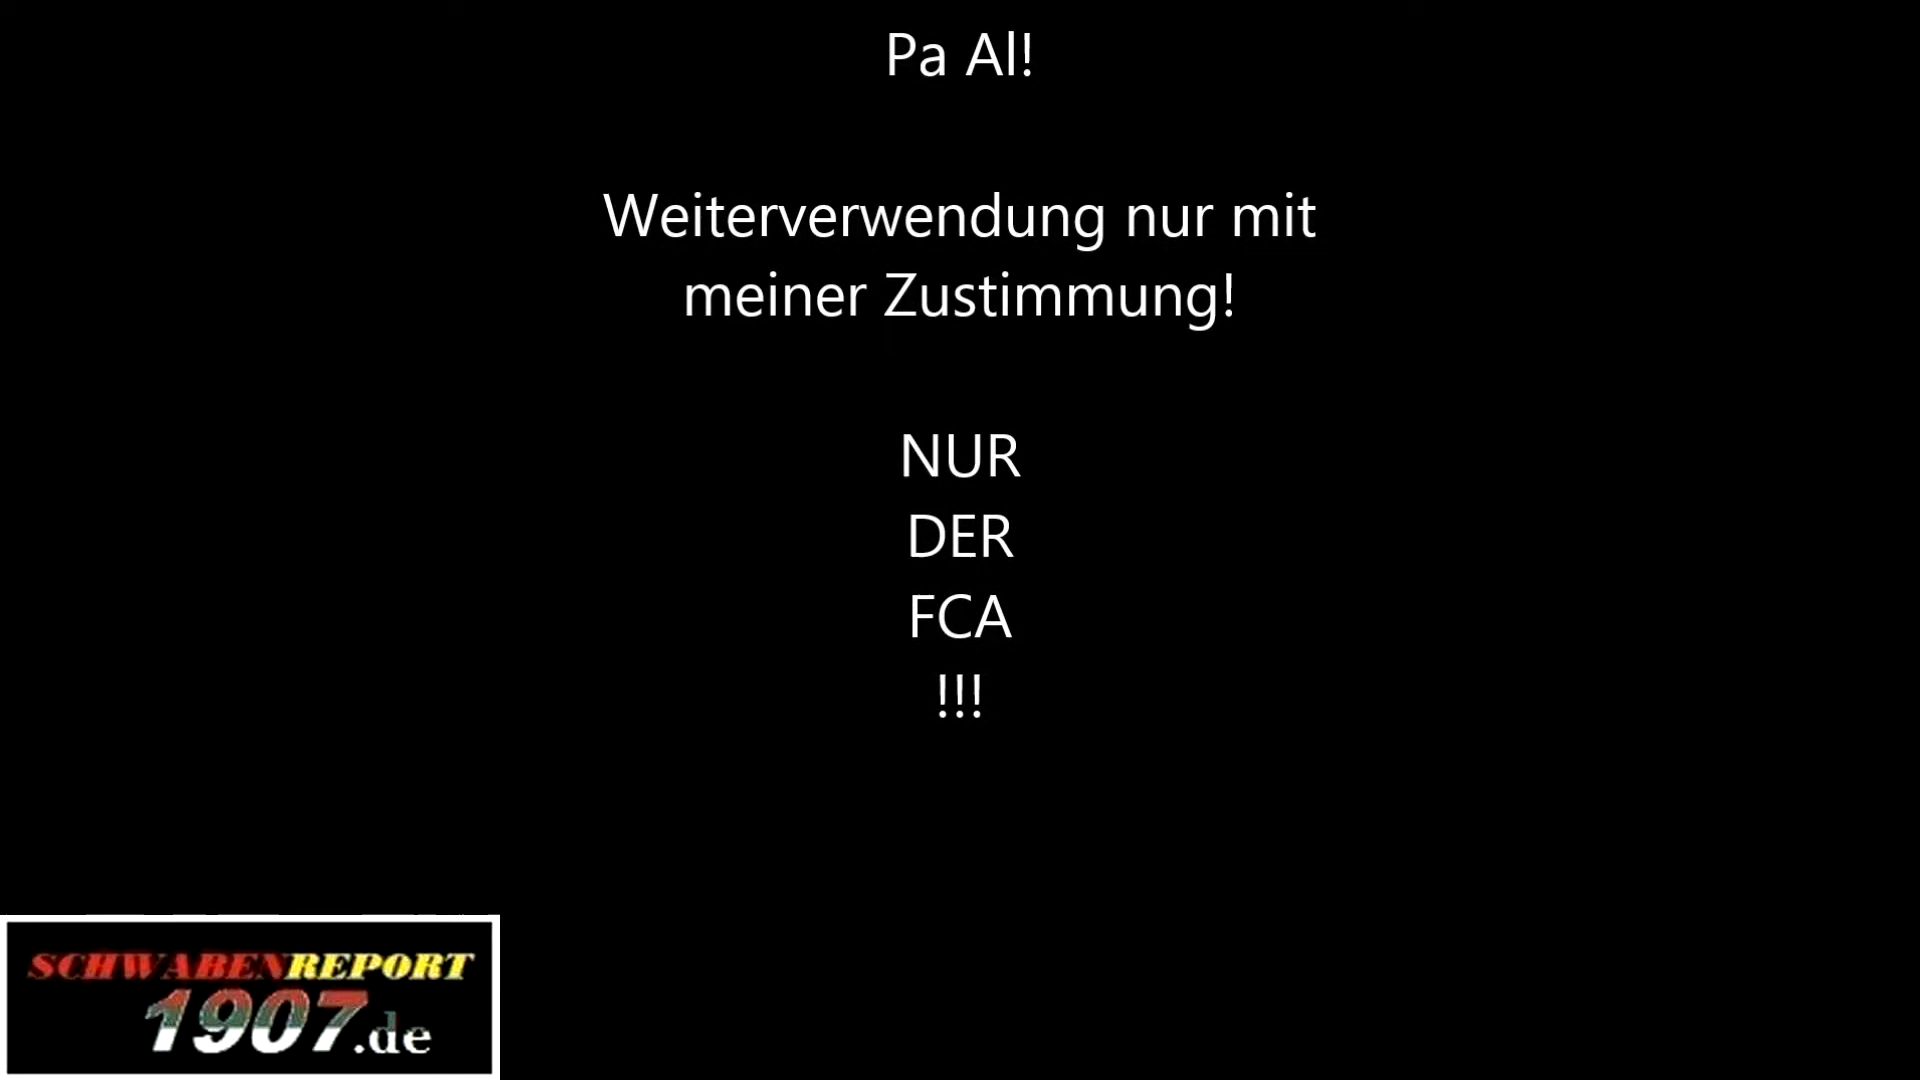 Pa Al!
Weiterverwendung nur mit
meiner Zustimmung!
NUR
DER
FCA
!!!
SCHWABENREPORT
1907.de